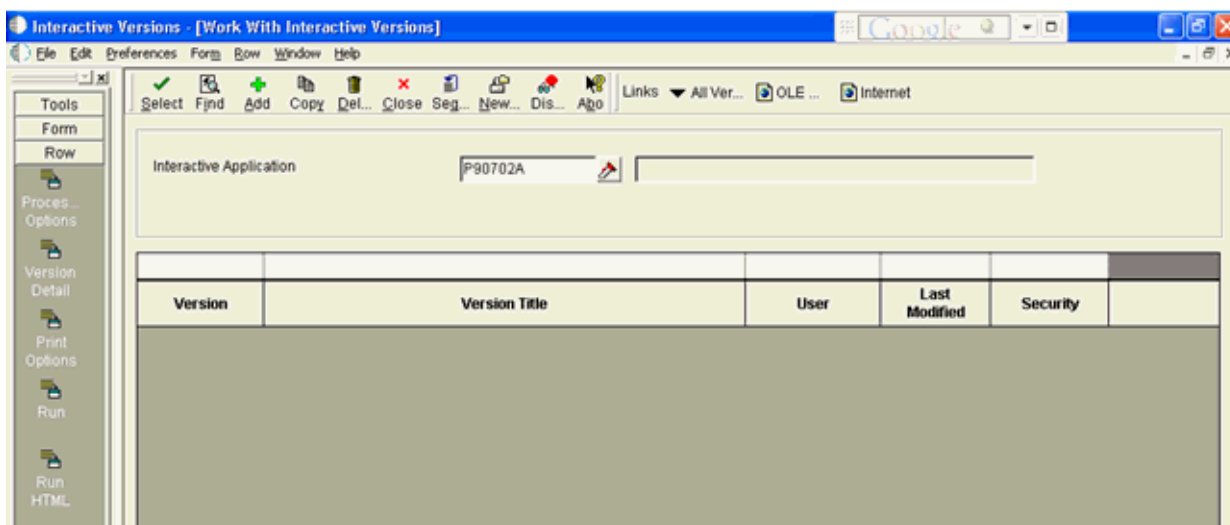 Interactive Versions - [Work With Interactive Versions]
Google
File Edit Preferences Form Row Window Help
Select Find Add Copy Del... Close Seq... New... Dis... Abo Links All Ver... OLE ... Internet
Tools
Form
Row
Proces...
Options
Version
Detail
Print
Options
Run
Run
HTML
Interactive Application P90702A
Version Version Title User Last Modified Security